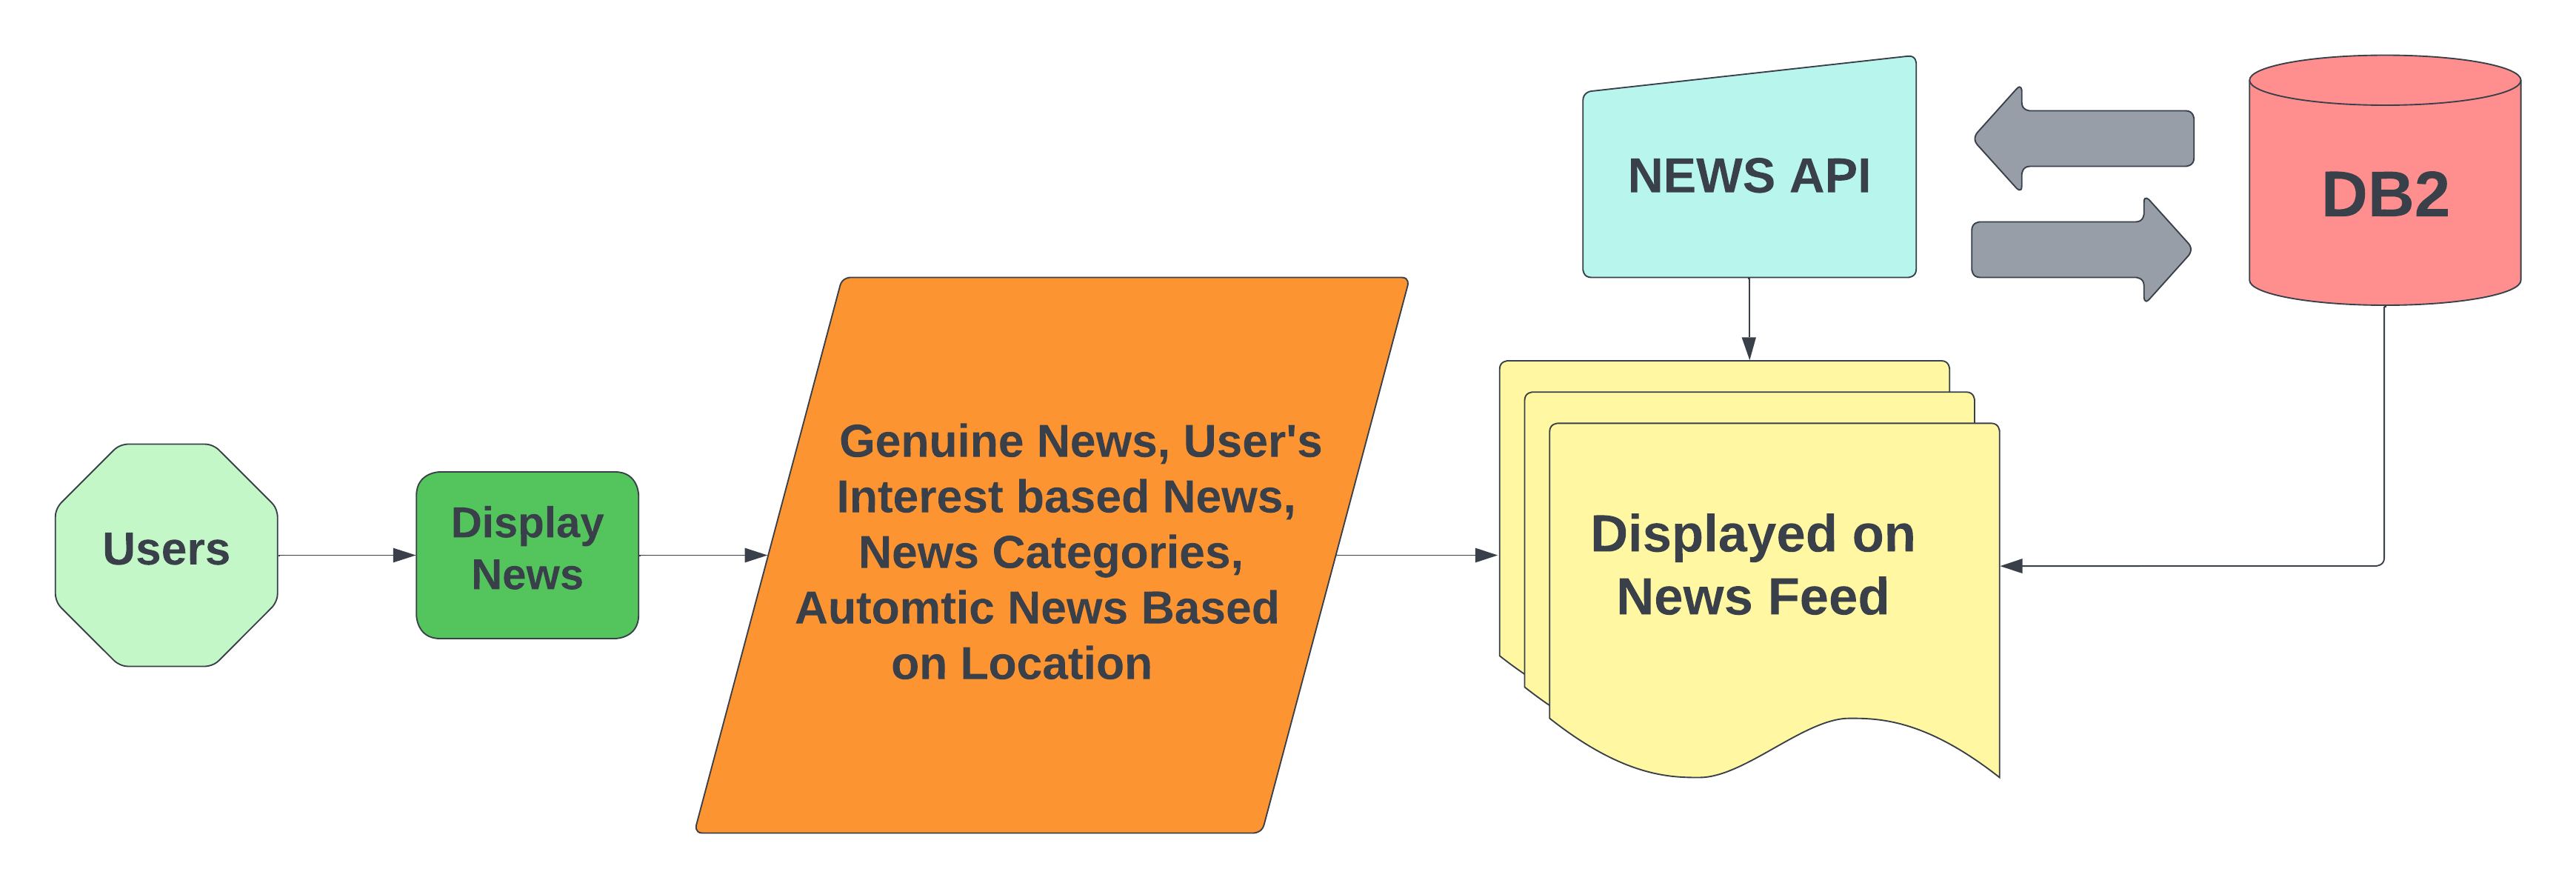 NEWS API
DB2
Users
Display
News
Genuine News, User's
Interest based News,
News Categories,
Automtic News Based
on Location
Displayed on
News Feed